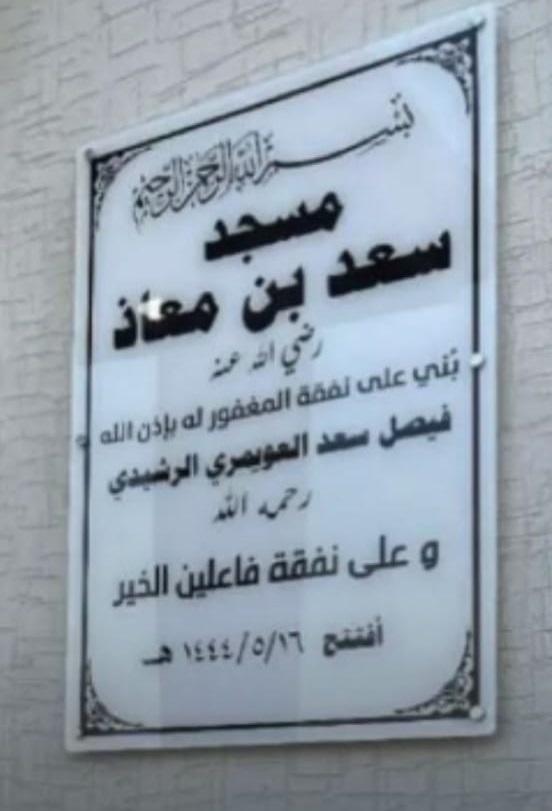 بسم الله الرحمن الرحيم
مسجد
سعد بن معاذ
رضي الله عنه
بُني على نفقة المغفور له بإذن الله
فيصل سعد العويمري الرشيدي
رحمه الله
و على نفقة فاعلين الخير
أفتتح ١٤٤٤/٥/١٦ هـ